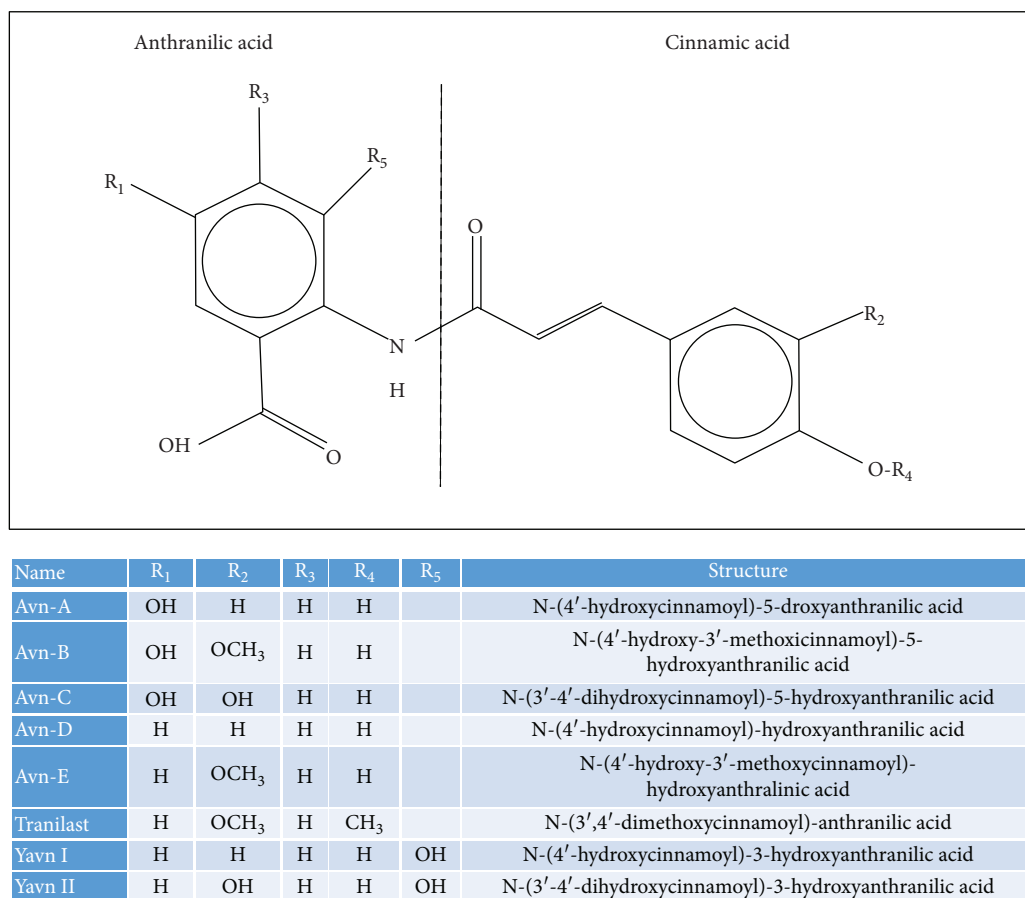 Anthranilic acid Cinnamic acid
R₃
R₅
R₁
O
R₂
N
H
OH
O
O-R₄
Name R₁ R₂ R₃ R₄ R₅ Structure
Avn-A OH H H H N-(4′-hydroxycinnamoyl)-5-droxyanthranilic acid
Avn-B OH OCH₃ H H N-(4′-hydroxy-3′-methoxicinnamoyl)-5-
hydroxyanthranilic acid
Avn-C OH OH H H N-(3′-4′-dihydroxycinnamoyl)-5-hydroxyanthranilic acid
Avn-D H H H H N-(4′-hydroxycinnamoyl)-hydroxyanthranilic acid
Avn-E H OCH₃ H H N-(4′-hydroxy-3′-methoxycinnamoyl)-
hydroxyanthralinic acid
Tranilast H OCH₃ H CH₃ N-(3′,4′-dimethoxycinnamoyl)-anthranilic acid
Yavn I H H H H OH N-(4′-hydroxycinnamoyl)-3-hydroxyanthranilic acid
Yavn II H OH H H OH N-(3′-4′-dihydroxycinnamoyl)-3-hydroxyanthranilic acid